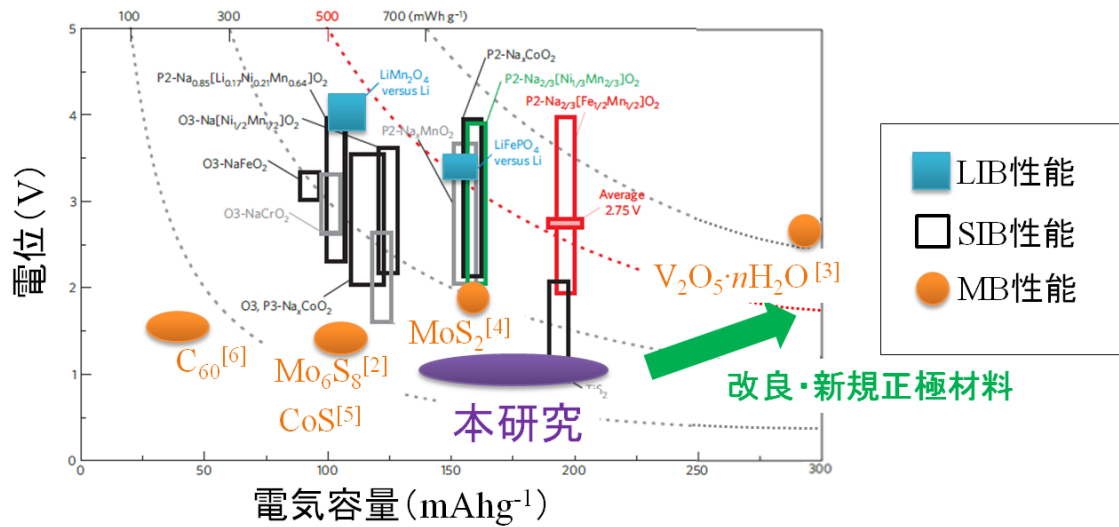 100 300 500 700 (mWh g⁻¹)
電位(V)
5
4
3
2
1
0
P2-NaₓCoO₂
P2-Na₀.₈₅[Li₀.₁₇Ni₀.₂₁Mn₀.₆₄]O₂
LiMn₂O₄
versus Li
P2-Na₂/₃[Ni₁/₃Mn₂/₃]O₂
P2-Na₂/₃[Fe₁/₂Mn₁/₂]O₂
O3-Na[Ni₁/₂Mn₁/₂]O₂
P2-NaₓMnO₂
LiFePO₄
versus Li
O3-NaFeO₂
Average
2.75 V
O3-NaCrO₂
O3, P3-NaₓCoO₂
V₂O₅·nH₂O [3]
MoS₂[4]
C₆₀[6]
Mo₆S₈[2]
CoS[5]
本研究
改良・新規正極材料
0 50 100 150 200 250 300
電気容量(mAhg⁻¹)
LIB性能
SIB性能
MB性能